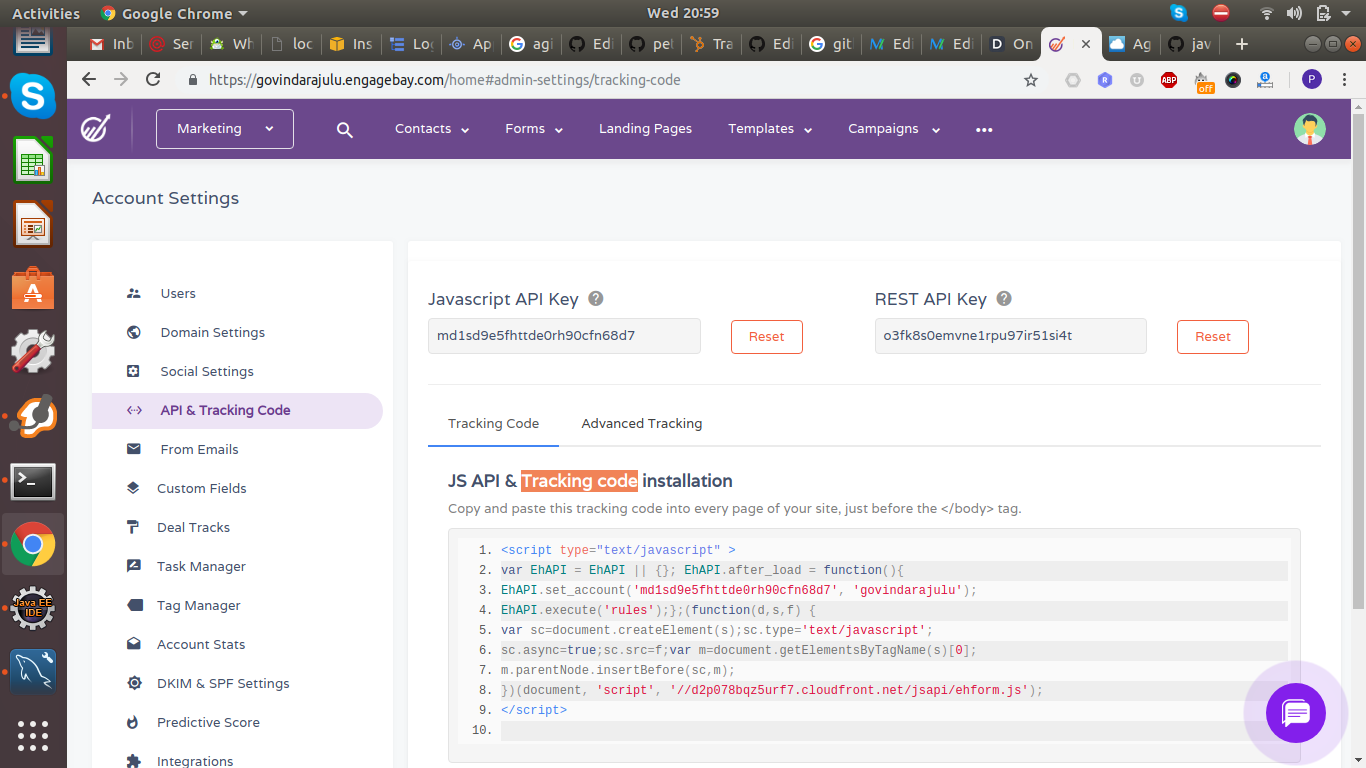 Activities Google Chrome Wed 20:59
Inb Ser Wh loc Ins Log Ap agi Edi pet Tra Edi git Edi Edi On Ag jav
https://govindarajulu.engagebay.com/home#admin-settings/tracking-code
ABP off a P
Marketing Contacts Forms Landing Pages Templates Campaigns
Account Settings
Users
Domain Settings
Social Settings
API & Tracking Code
From Emails
Custom Fields
Deal Tracks
Task Manager
Tag Manager
Account Stats
DKIM & SPF Settings
Predictive Score
Integrations
Javascript API Key ?
md1sd9e5fhttde0rh90cfn68d7 Reset
REST API Key ?
o3fk8s0emvne1rpu97ir51si4t Reset
Tracking Code Advanced Tracking
JS API & Tracking code installation
Copy and paste this tracking code into every page of your site, just before the </body> tag.
1. <script type="text/javascript" >
2. var EhAPI = EhAPI || {}; EhAPI.after_load = function(){
3. EhAPI.set_account('md1sd9e5fhttde0rh90cfn68d7', 'govindarajulu');
4. EhAPI.execute('rules');};(function(d,s,f) {
5. var sc=document.createElement(s);sc.type='text/javascript';
6. sc.async=true;sc.src=f;var m=document.getElementsByTagName(s)[0];
7. m.parentNode.insertBefore(sc,m);
8. })(document, 'script', '//d2p078bqz5urf7.cloudfront.net/jsapi/ehform.js');
9. </script>
10.
Java EE
IDE